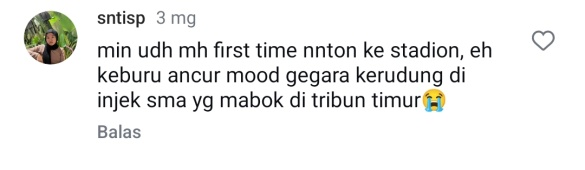 sntisp 3 mg
min udh mh first time nnton ke stadion, eh
keburu ancur mood gegara kerudung di
injek sma yg mabok di tribun timur😭
Balas